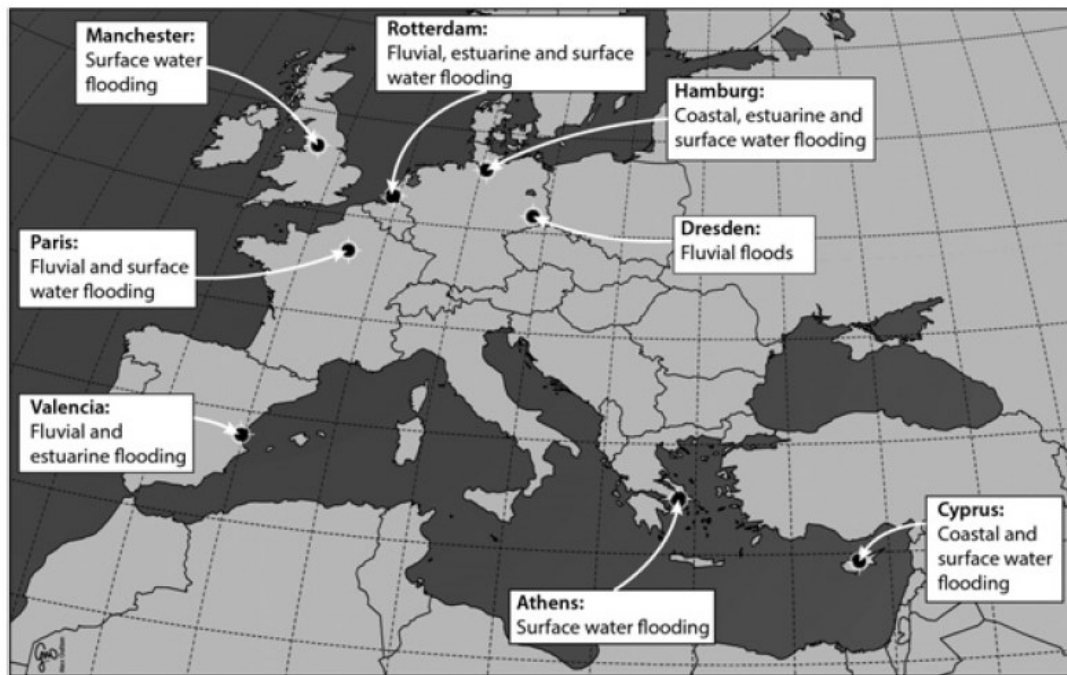 Manchester:
Surface water
flooding
Rotterdam:
Fluvial, estuarine and surface
water flooding
Hamburg:
Coastal, estuarine and
surface water flooding
Paris:
Fluvial and surface
water flooding
Dresden:
Fluvial floods
Valencia:
Fluvial and
estuarine flooding
Cyprus:
Coastal and
surface water
flooding
Athens:
Surface water flooding